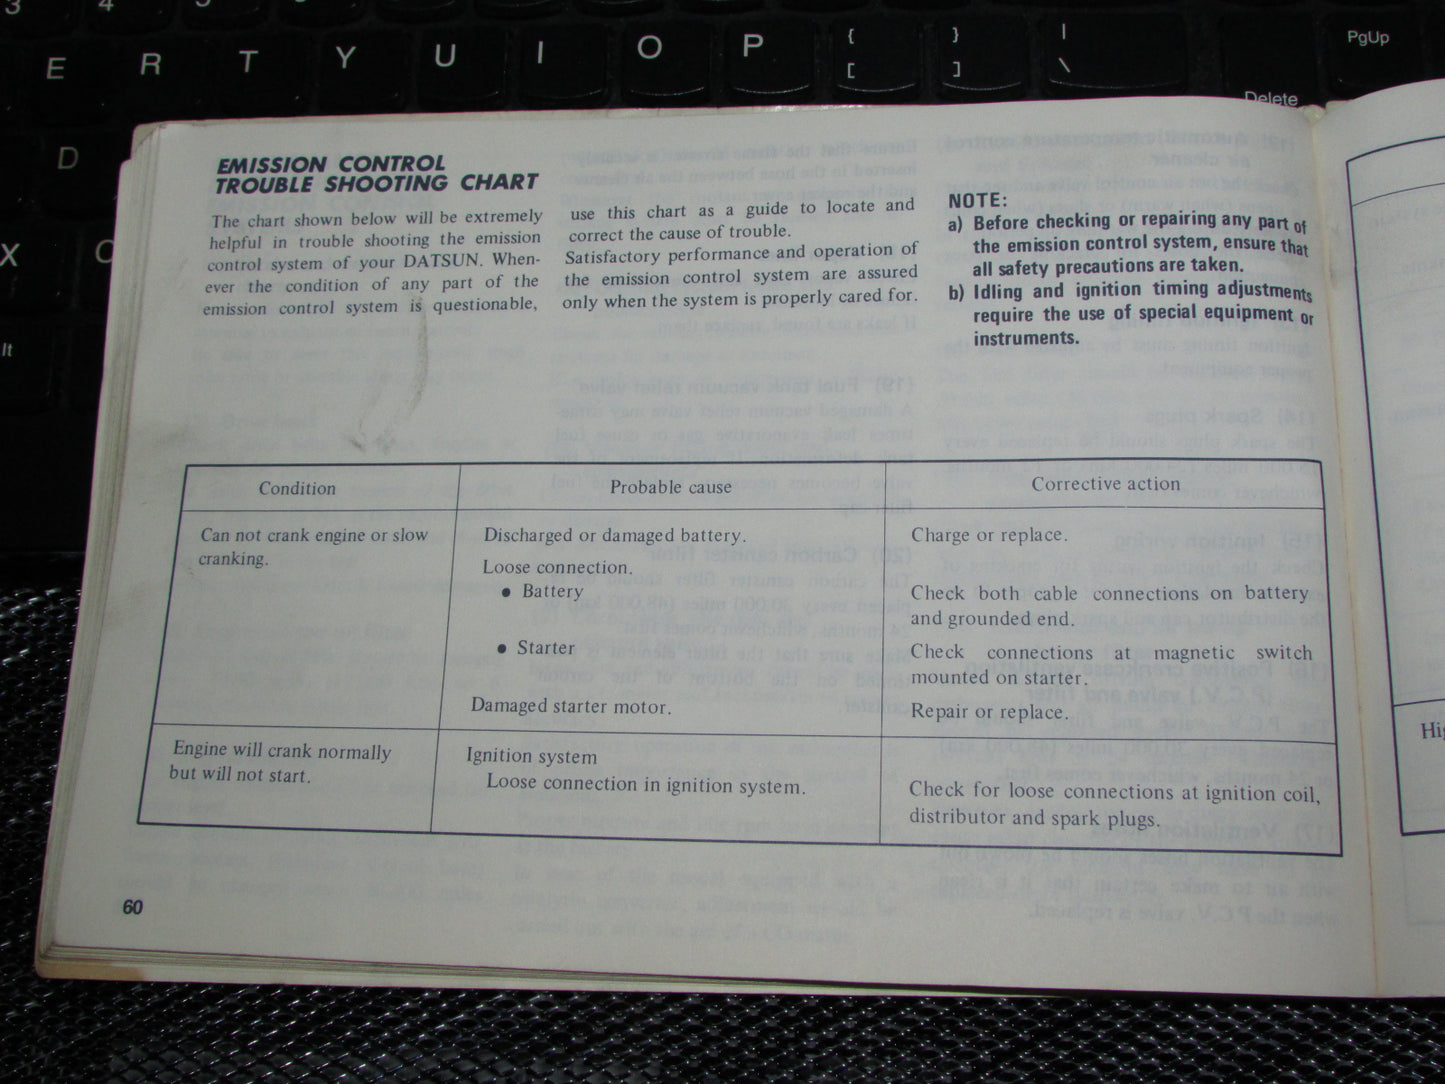 3
4
5
E
R
T
Y
U
I
O
P
{
[
}
]
|
\
PgUp
Delete
D
X
C
lt
EMISSION CONTROL
TROUBLE SHOOTING CHART
The chart shown below will be extremely
helpful in trouble shooting the emission
control system of your DATSUN. When-
ever the condition of any part of the
emission control system is questionable,
use this chart as a guide to locate and
correct the cause of trouble.
Satisfactory performance and operation of
the emission control system are assured
only when the system is properly cared for.
NOTE:
a) Before checking or repairing any part of
the emission control system, ensure that
all safety precautions are taken.
b) Idling and ignition timing adjustments
require the use of special equipment or
instruments.
Condition
Probable cause
Corrective action
Can not crank engine or slow
cranking.
Discharged or damaged battery.
Charge or replace.
Loose connection.
• Battery
Check both cable connections on battery
and grounded end.
• Starter
Check connections at magnetic switch
mounted on starter.
Damaged starter motor.
Repair or replace.
Engine will crank normally
but will not start.
Ignition system
Loose connection in ignition system.
Check for loose connections at ignition coil,
distributor and spark plugs.
60